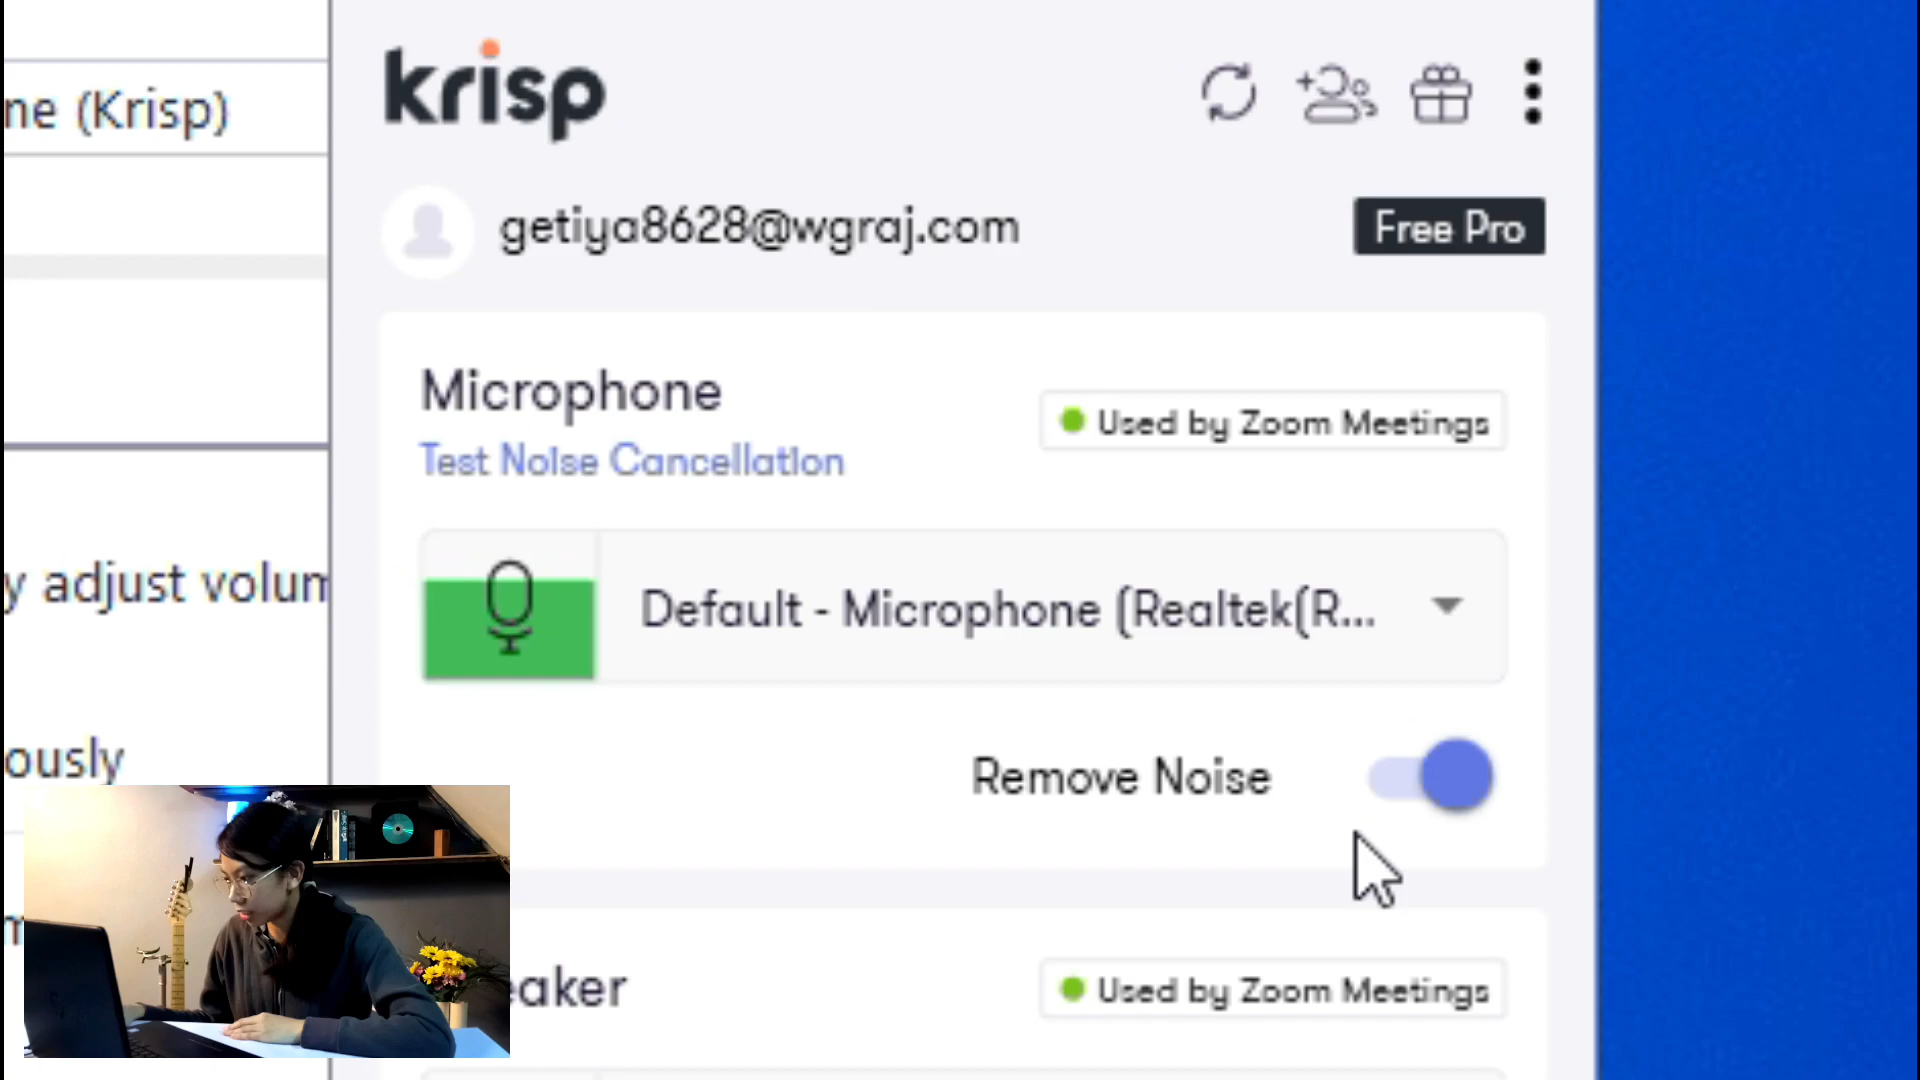 ne (Krisp)
y adjust volum
ously
krisp
getiya8628@wgraj.com
Free Pro
Microphone
Used by Zoom Meetings
Test Noise Cancellation
Default - Microphone (Realtek(R...
Remove Noise
eaker
Used by Zoom Meetings